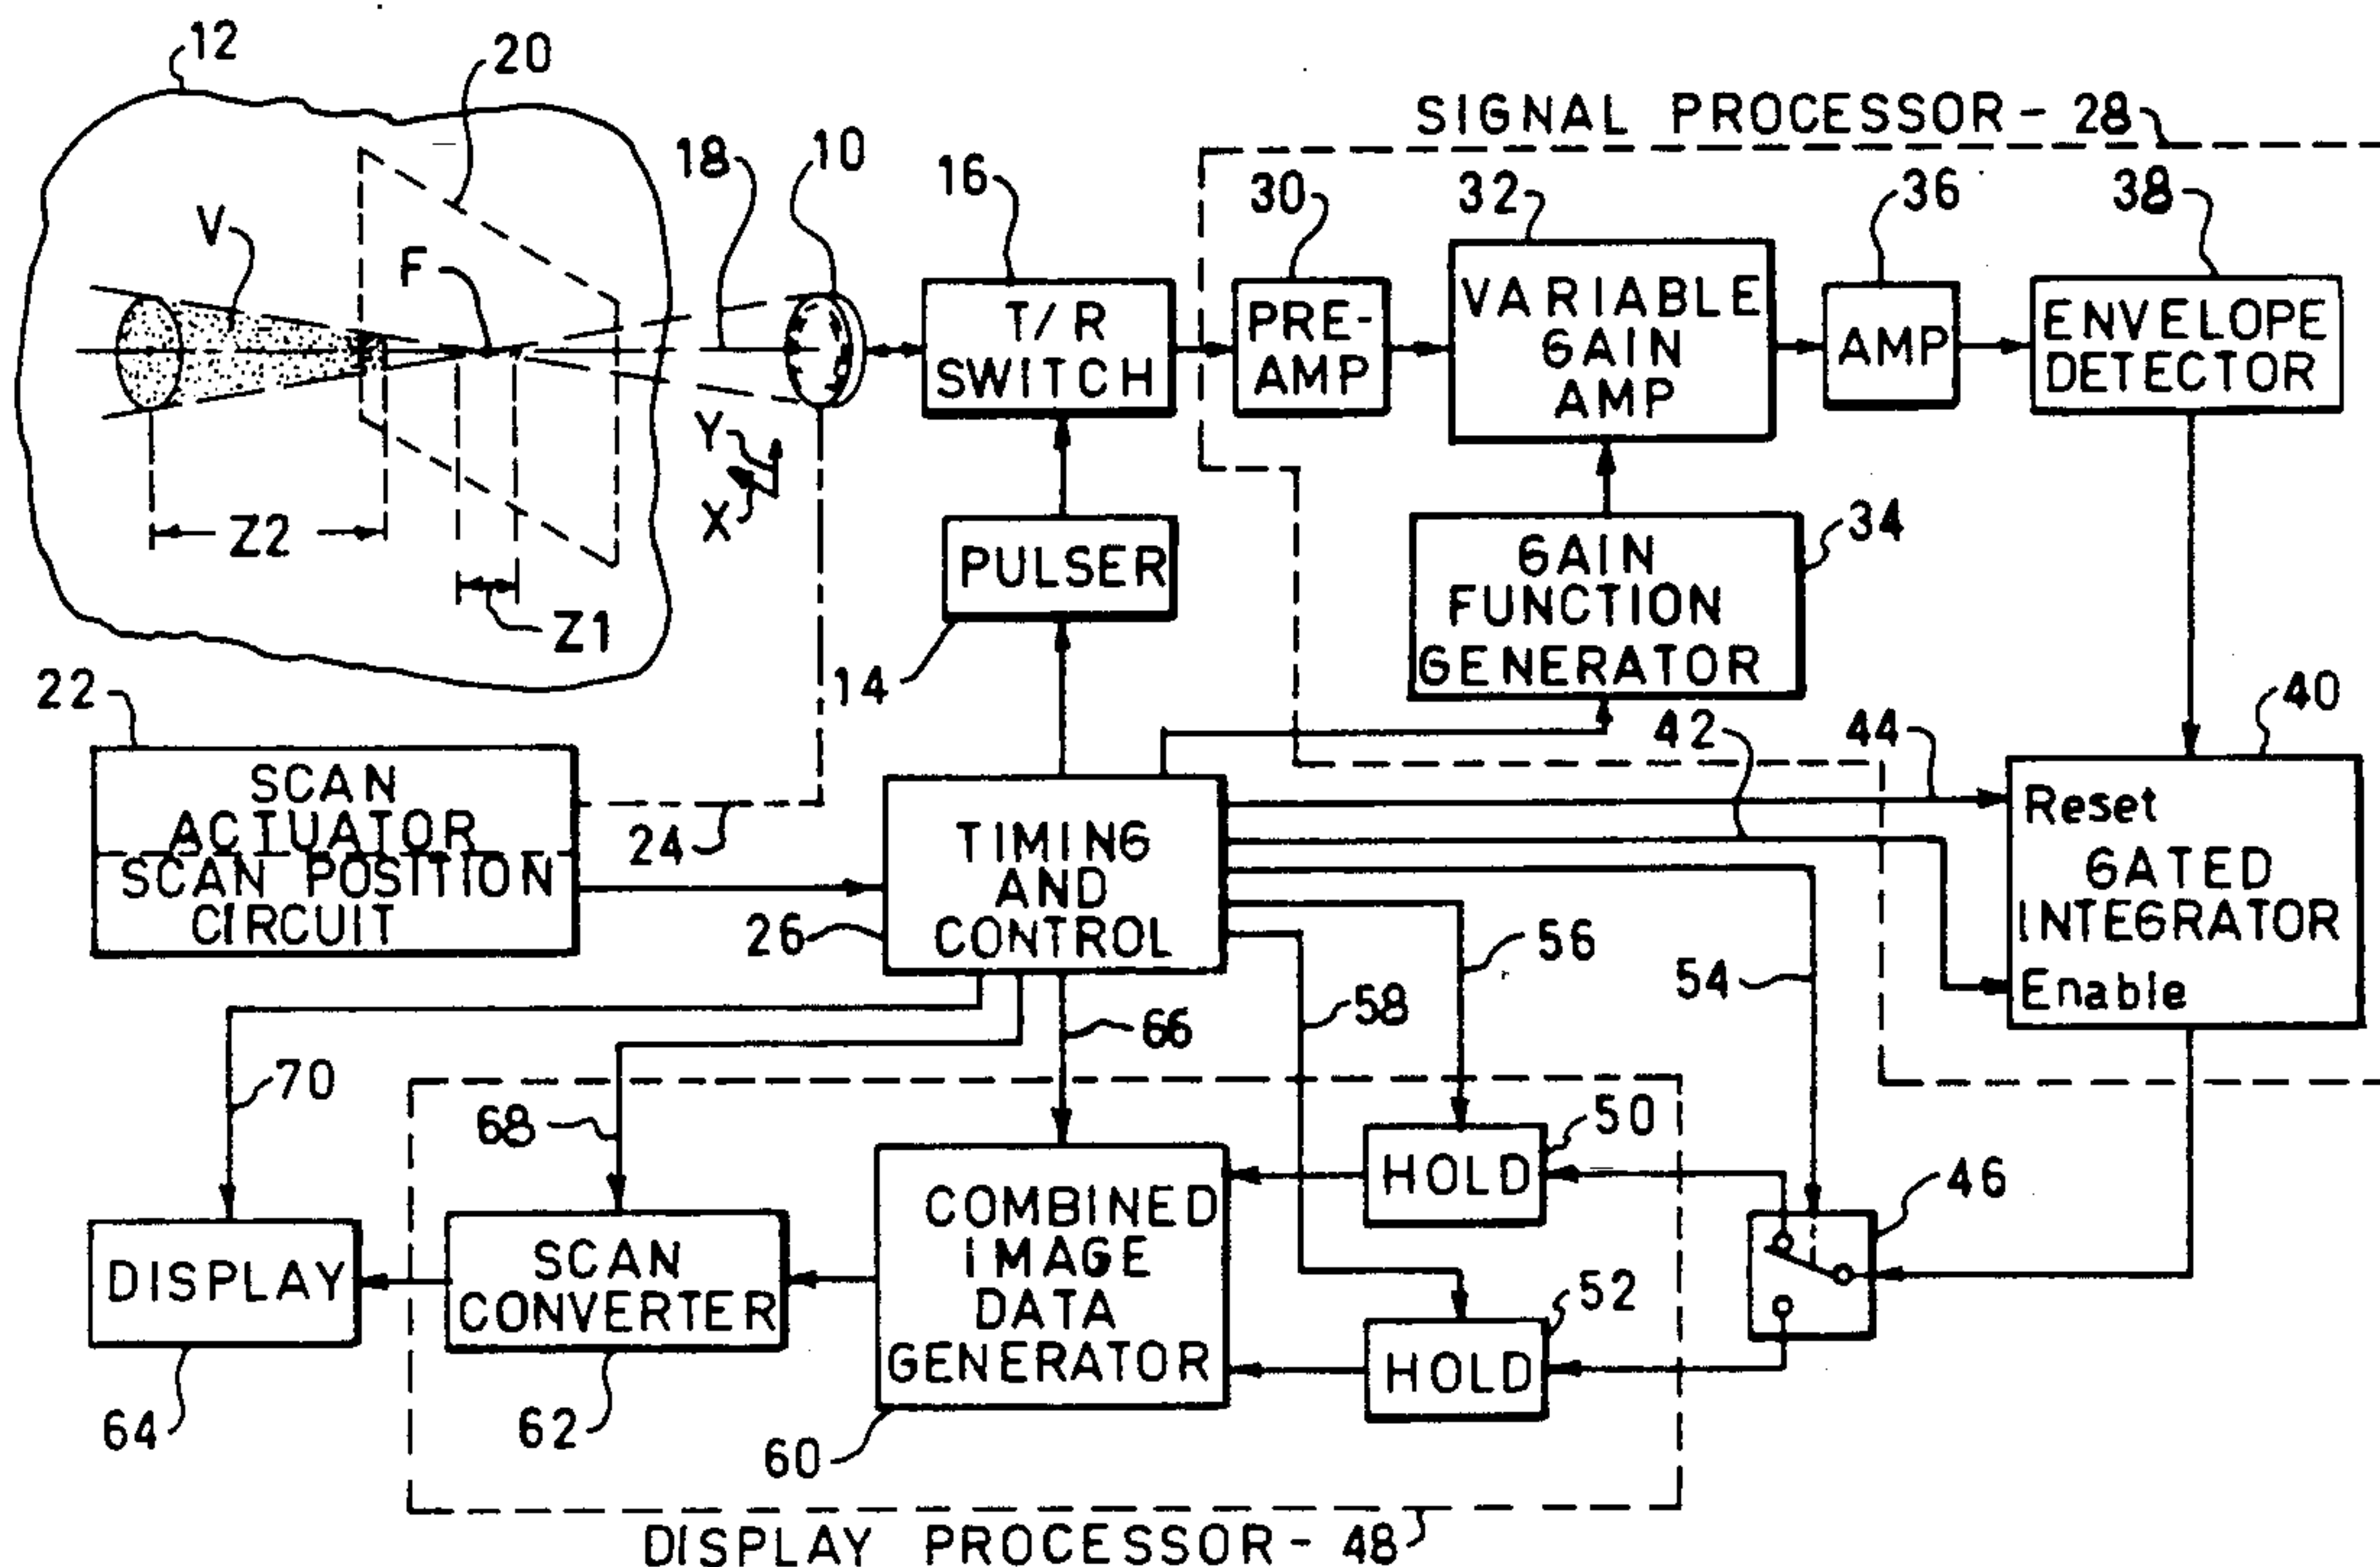 12
20
SIGNAL PROCESSOR - 28
18
10
16
30
32
36
38
V
F
T/R
SWITCH
PRE-
AMP
VARIABLE
GAIN
AMP
AMP
ENVELOPE
DETECTOR
Y
X
Z2
Z1
PULSER
14
GAIN
FUNCTION
GENERATOR
34
22
42
44
40
SCAN
ACTUATOR
SCAN POSITION
CIRCUIT
24
26
TIMING
AND
CONTROL
Reset
GATED
INTEGRATOR
Enable
56
54
58
66
70
68
50
HOLD
46
DISPLAY
SCAN
CONVERTER
COMBINED
IMAGE
DATA
GENERATOR
52
HOLD
64
62
60
DISPLAY PROCESSOR - 48